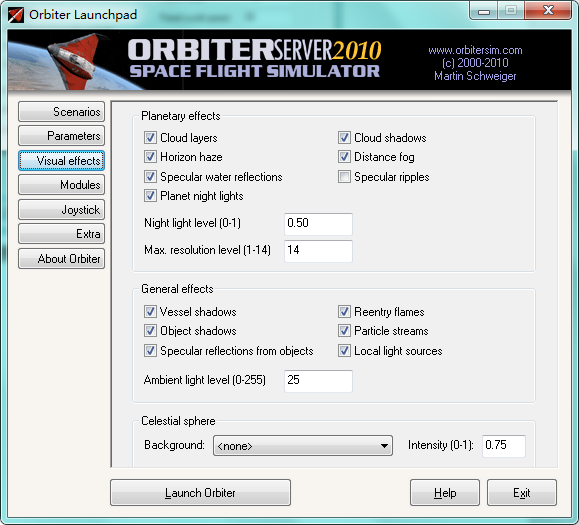 Orbiter Launchpad
ORBITERSERVER2010
SPACE FLIGHT SIMULATOR
www.orbitersim.com
(c) 2000-2010
Martin Schweiger
Scenarios
Parameters
Visual effects
Modules
Joystick
Extra
About Orbiter
Planetary effects
Cloud layers
Cloud shadows
Horizon haze
Distance fog
Specular water reflections
Specular ripples
Planet night lights
Night light level (0-1) 0.50
Max. resolution level (1-14) 14
General effects
Vessel shadows
Reentry flames
Object shadows
Particle streams
Specular reflections from objects
Local light sources
Ambient light level (0-255) 25
Celestial sphere
Background: <none> Intensity (0-1): 0.75
Launch Orbiter
Help
Exit